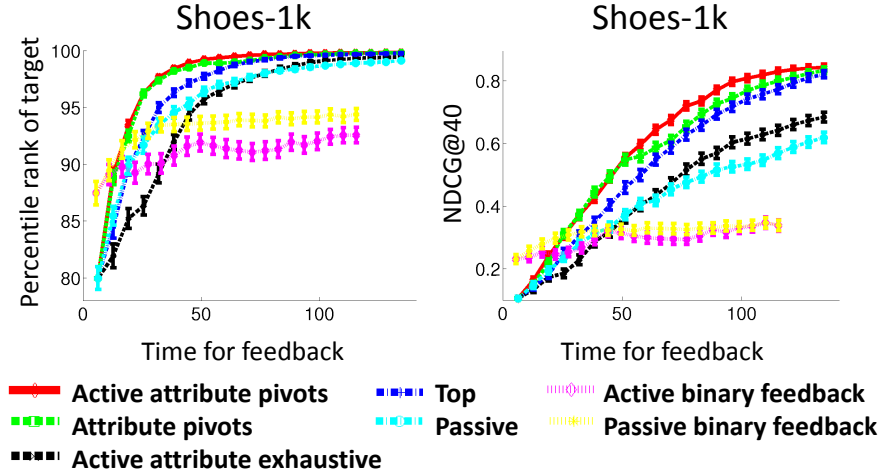 Shoes-1k
Percentile rank of target
100
95
90
85
80
0
50
100
Time for feedback
Shoes-1k
NDCG@40
0.8
0.6
0.4
0.2
0
50
100
Time for feedback
Active attribute pivots
Attribute pivots
Active attribute exhaustive
Top
Passive
Active binary feedback
Passive binary feedback